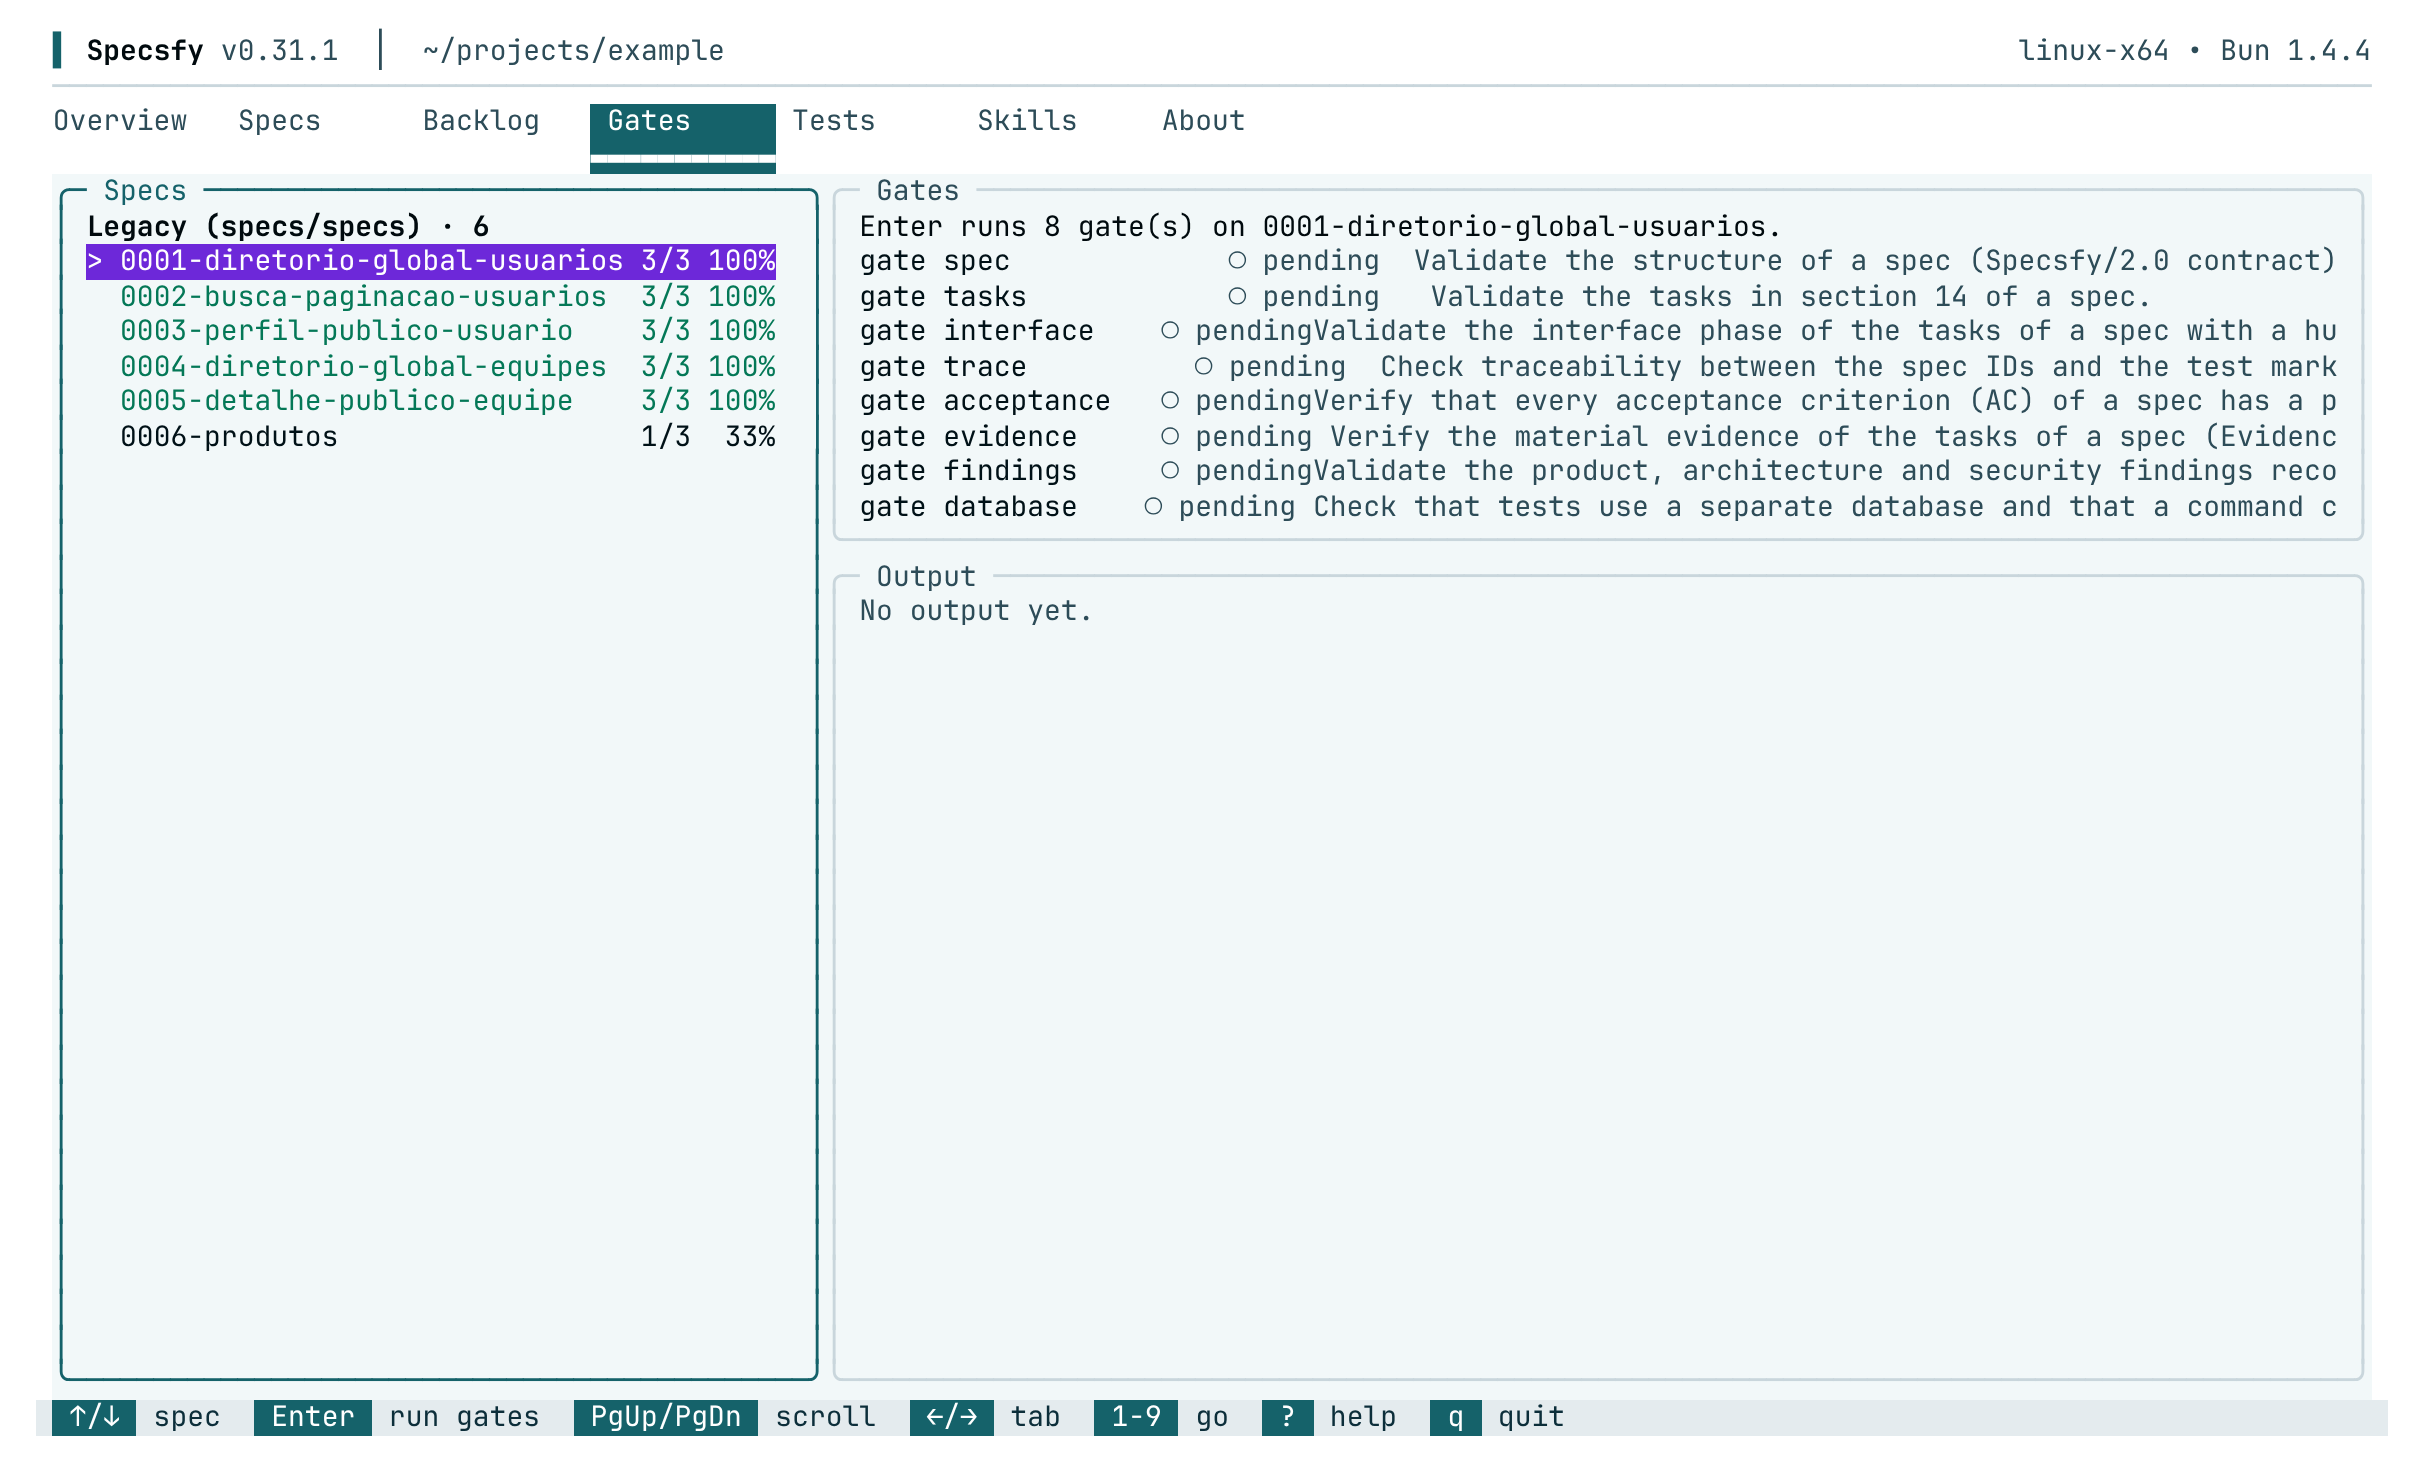 Specsfy v0.31.1 │ ~/projects/example linux-x64 • Bun 1.4.4
Overview Specs Backlog Gates Tests Skills About
Specs
Legacy (specs/specs) · 6
> 0001-diretorio-global-usuarios 3/3 100%
0002-busca-paginacao-usuarios 3/3 100%
0003-perfil-publico-usuario 3/3 100%
0004-diretorio-global-equipes 3/3 100%
0005-detalhe-publico-equipe 3/3 100%
0006-produtos 1/3 33%
Gates
Enter runs 8 gate(s) on 0001-diretorio-global-usuarios.
gate spec ○ pending Validate the structure of a spec (Specsfy/2.0 contract)
gate tasks ○ pending Validate the tasks in section 14 of a spec.
gate interface ○ pendingValidate the interface phase of the tasks of a spec with a hu
gate trace ○ pending Check traceability between the spec IDs and the test mark
gate acceptance ○ pendingVerify that every acceptance criterion (AC) of a spec has a p
gate evidence ○ pending Verify the material evidence of the tasks of a spec (Evidenc
gate findings ○ pendingValidate the product, architecture and security findings reco
gate database ○ pending Check that tests use a separate database and that a command c
Output
No output yet.
↑/↓ spec Enter run gates PgUp/PgDn scroll ←/→ tab 1-9 go ? help q quit